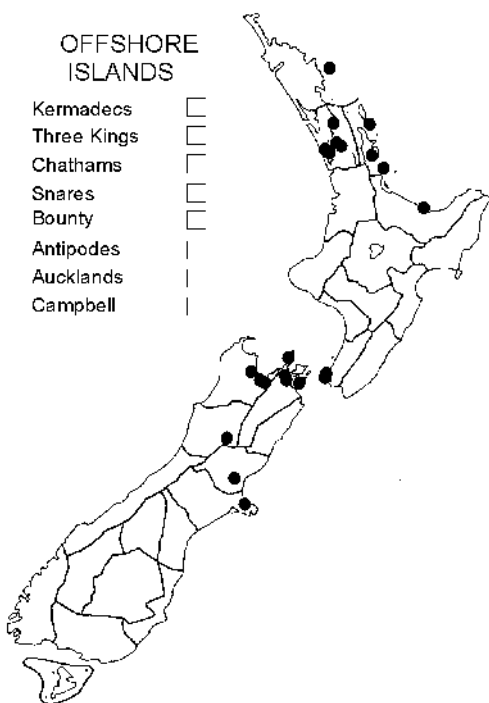 OFFSHORE
ISLANDS
Kermadecs
Three Kings
Chathams
Snares
Bounty
Antipodes
Aucklands
Campbell